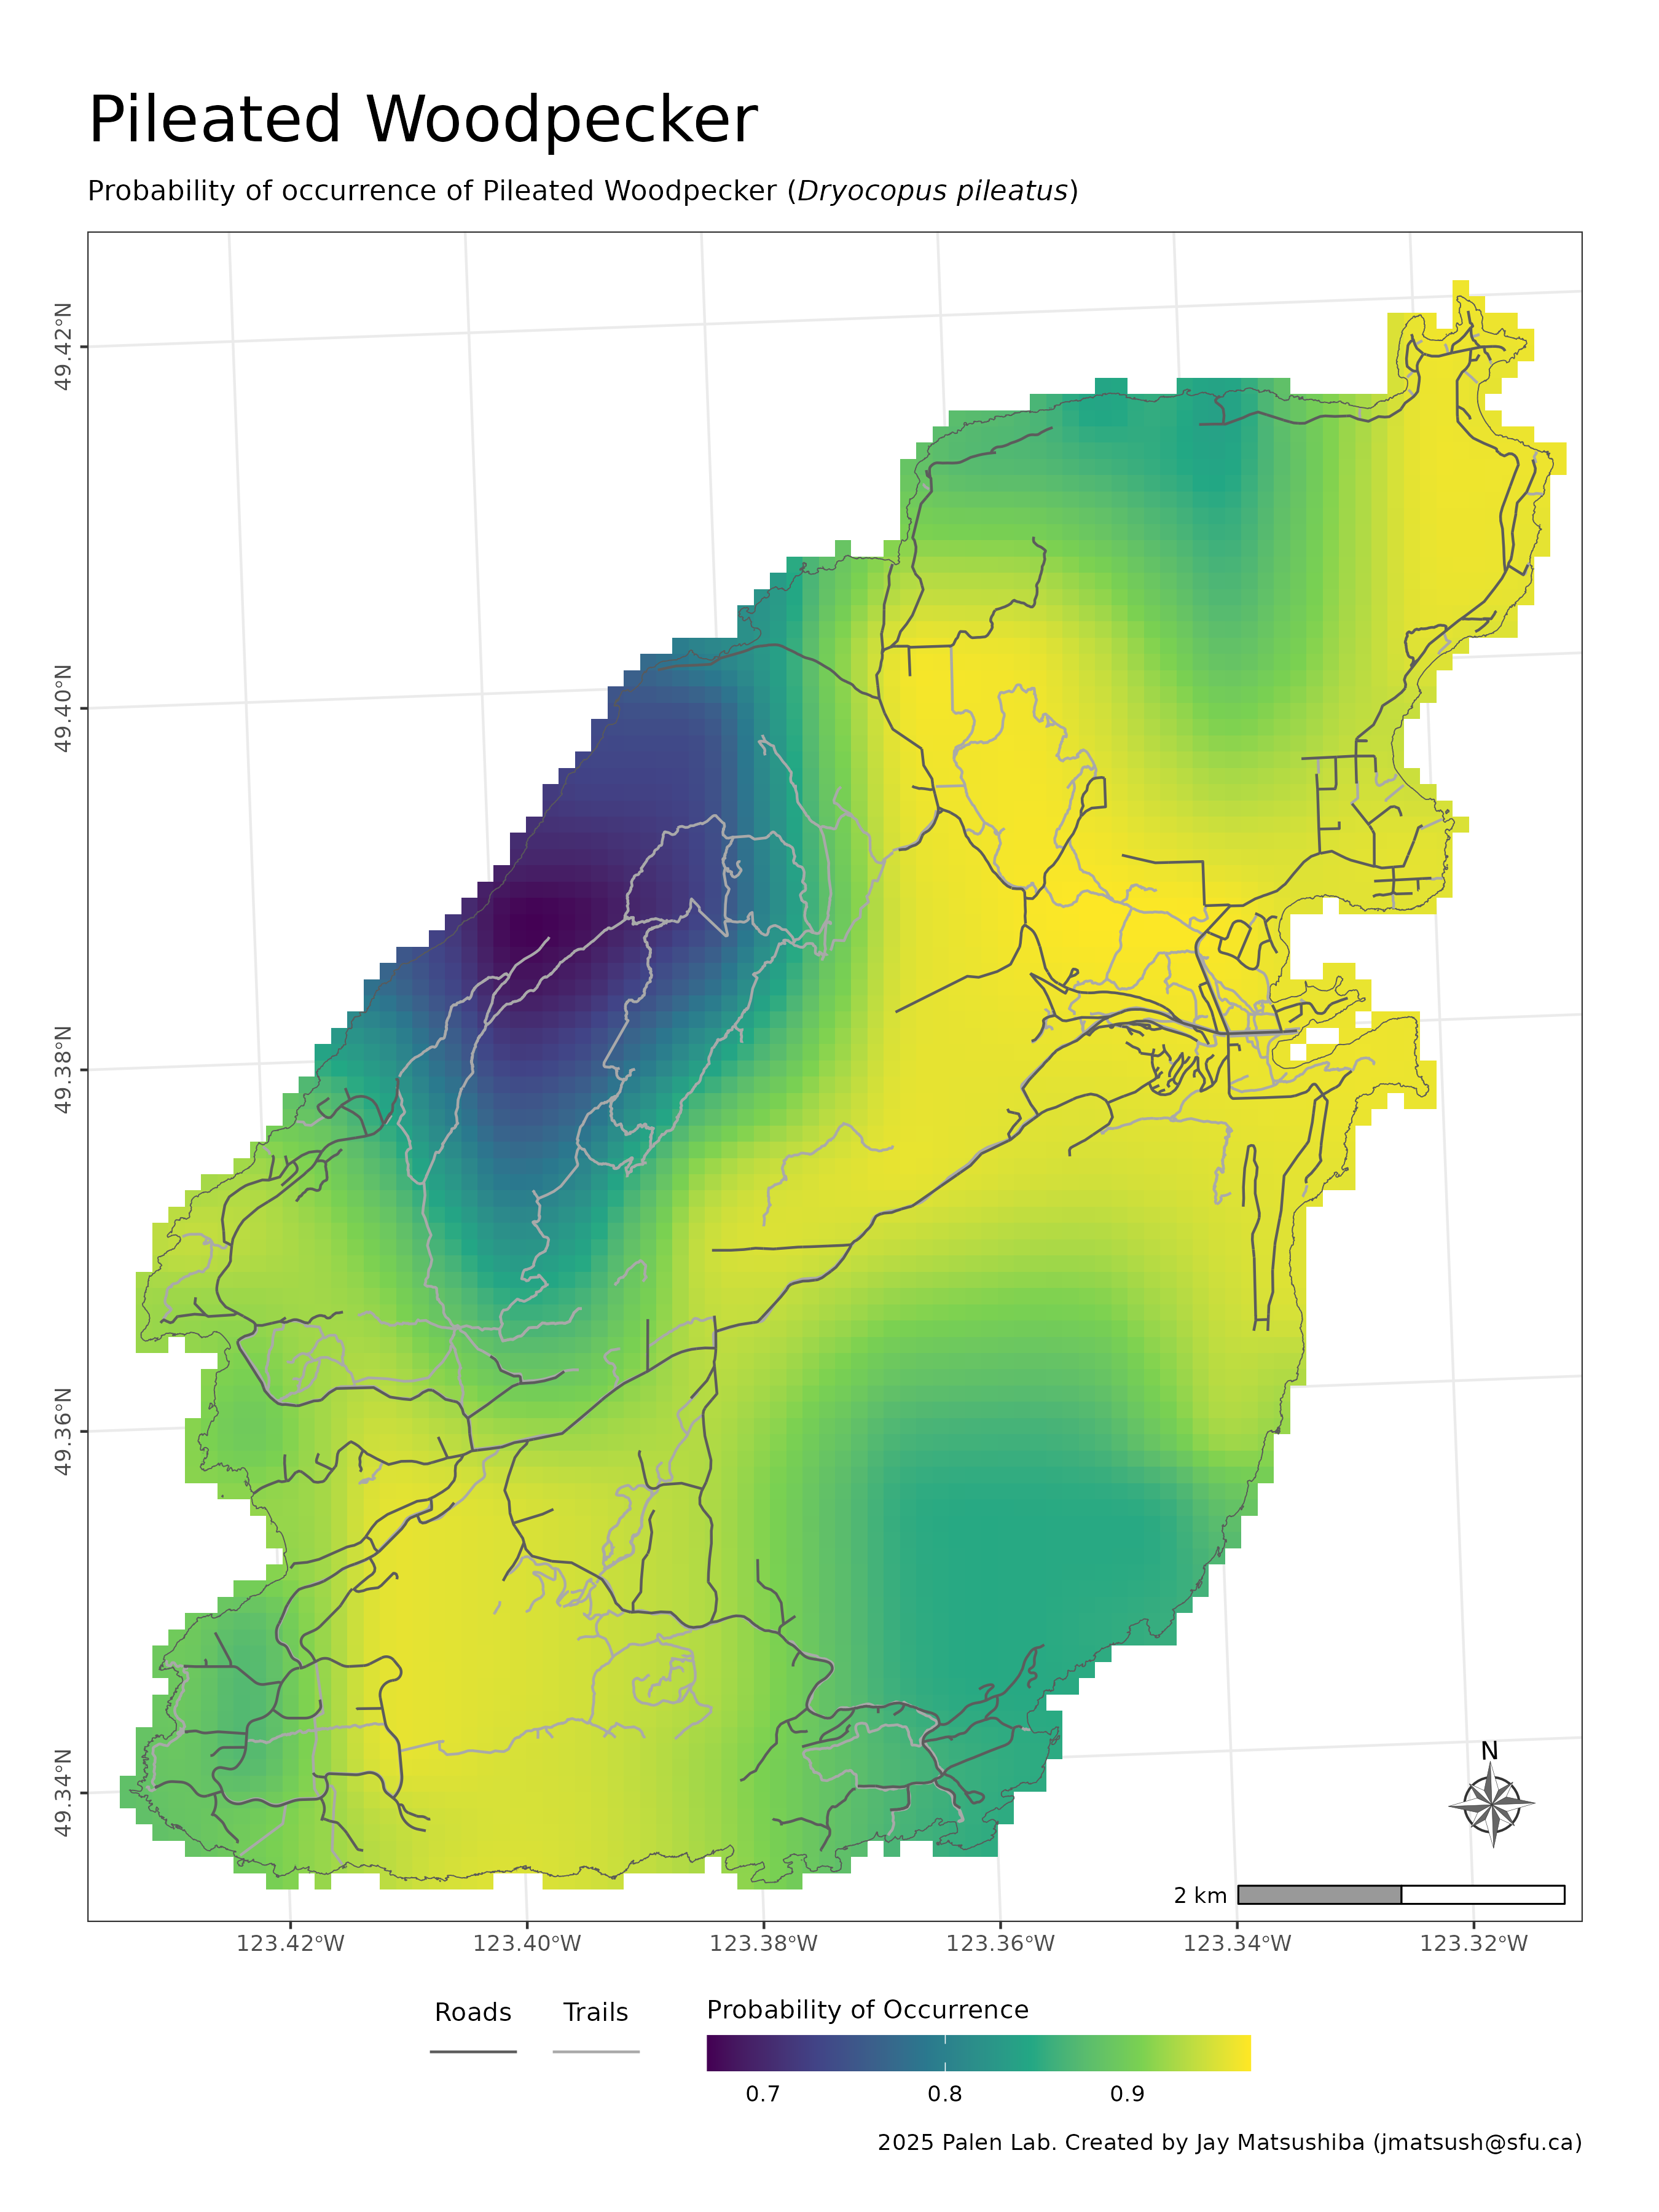 Pileated Woodpecker
Probability of occurrence of Pileated Woodpecker (Dryocopus pileatus)
49.42°N
49.40°N
49.38°N
49.36°N
49.34°N
N
2 km
123.42°W 123.40°W 123.38°W 123.36°W 123.34°W 123.32°W
Roads Trails Probability of Occurrence
0.7 0.8 0.9
2025 Palen Lab. Created by Jay Matsushiba (jmatsush@sfu.ca)